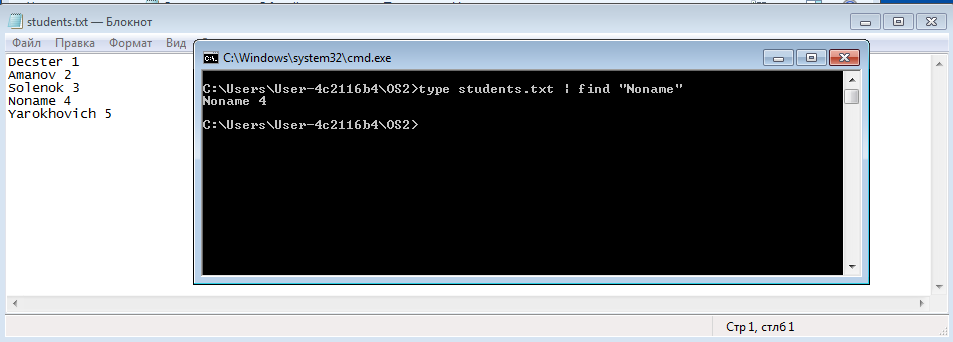 students.txt — Блокнот
Файл Правка Формат Вид
Decster 1
Amanov 2
Solenok 3
Noname 4
Yarokhovich 5
C:\Windows\system32\cmd.exe
C:\Users\User-4c2116b4\OS2>type students.txt | find "Noname"
Noname 4
C:\Users\User-4c2116b4\OS2>
Стр 1, стлб 1